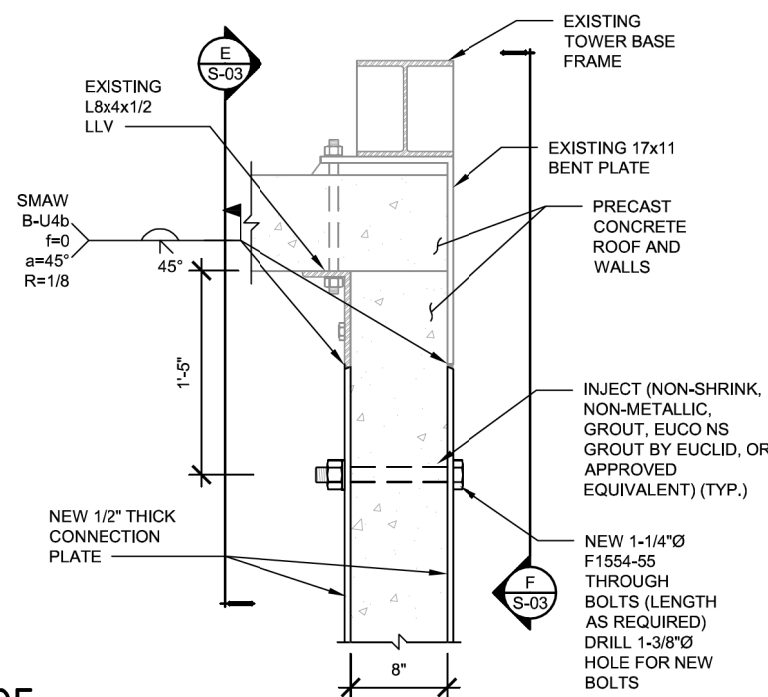 EXISTING
TOWER BASE
FRAME
E
S-03
EXISTING
L8x4x1/2
LLV
EXISTING 17x11
BENT PLATE
SMAW
B-U4b
f=0
a=45°
R=1/8
45°
PRECAST
CONCRETE
ROOF AND
WALLS
1'-5"
INJECT (NON-SHRINK,
NON-METALLIC,
GROUT, EUCO NS
GROUT BY EUCLID, OR
APPROVED
EQUIVALENT) (TYP.)
NEW 1/2" THICK
CONNECTION
PLATE
NEW 1-1/4"Ø
F1554-55
THROUGH
BOLTS (LENGTH
AS REQUIRED)
DRILL 1-3/8"Ø
HOLE FOR NEW
BOLTS
F
S-03
8"